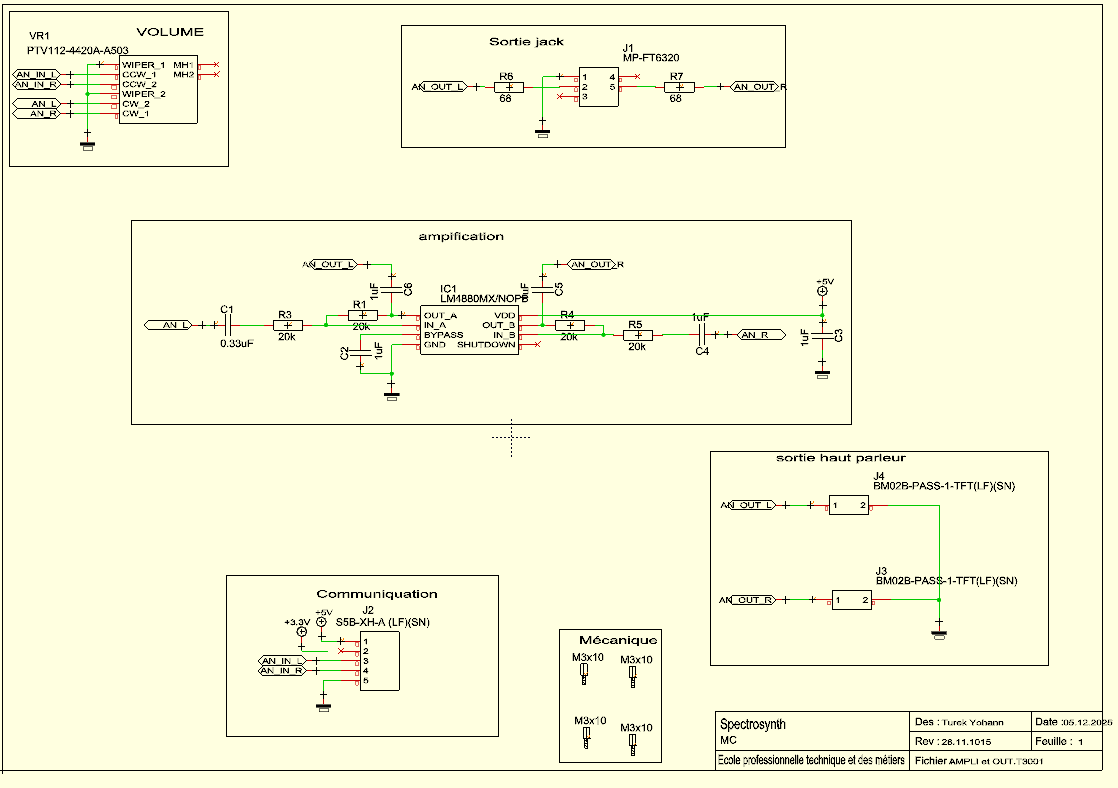 VOLUME
VR1
PTV112-4420A-A503
WIPER_1 MH1
AN_IN_L CCW_1 MH2
AN_IN_R CCW_2
WIPER_2
AN_L CW_2
AN_R CW_1
Sortie jack
J1
MP-FT6320
AN_OUT_L R6 68
1 4
2 5
3
R7 68 AN_OUT_R
ampification
AN_OUT_L
1uF C6
AN_OUT_R
1uF C5
IC1
LM4880MX/NOPB
+5V
AN_L
C1
0.33uF
R3
20k
R1
20k
OUT_A VDD
IN_A OUT_B
BYPASS IN_B
GND SHUTDOWN
C2 1uF
R4
20k
R5
20k
1uF
C4
AN_R
1uF C3
sortie haut parleur
J4
BM02B-PASS-1-TFT(LF)(SN)
AN_OUT_L 1 2
J3
BM02B-PASS-1-TFT(LF)(SN)
AN_OUT_R 1 2
Communiquation
J2
+5V
+3.3V S5B-XH-A (LF)(SN)
1
2
AN_IN_L 3
AN_IN_R 4
5
Mécanique
M3x10 M3x10
M3x10 M3x10
Spectrosynth Des : Turek Yohann Date :05.12.2025
MC Rev : 28.11.1015 Feuille : 1
Ecole professionnelle technique et des métiers Fichier AMPLI et OUT.T3001